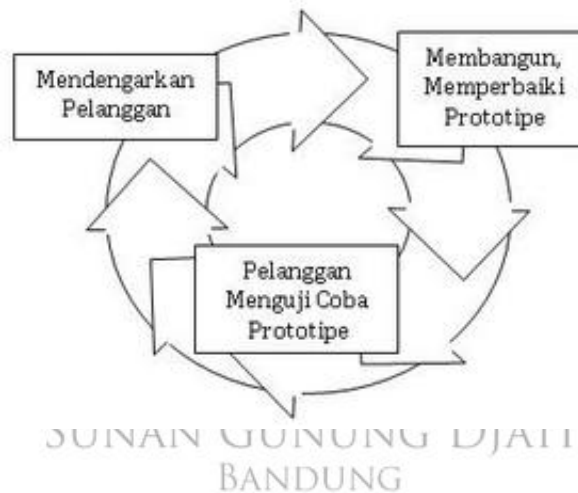 Mendengarkan
Pelanggan
Membangun,
Memperbaiki
Prototipe
Pelanggan
Menguji Coba
Prototipe
SUNAN GUNUNG DJATI
BANDUNG